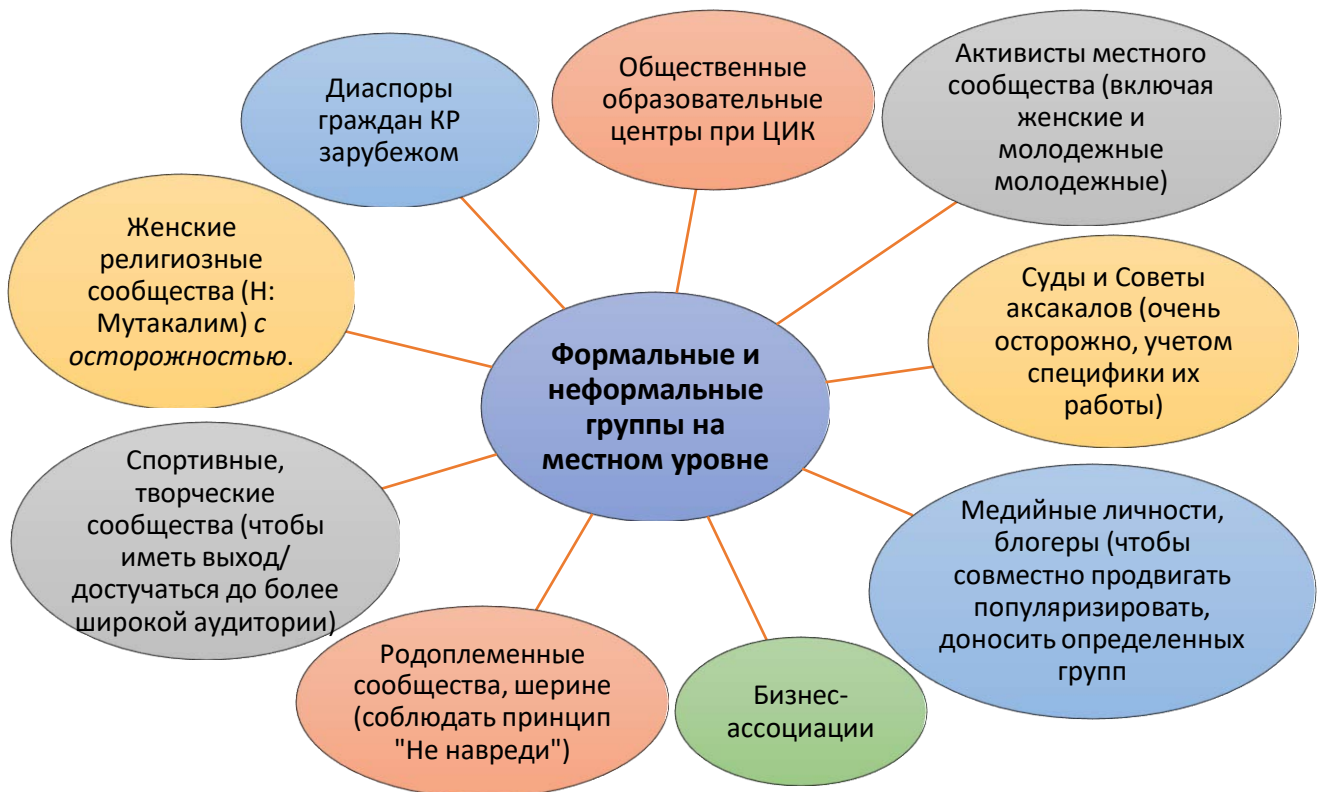 Общественные
образовательные
центры при ЦИК
Активисты местного
сообщества (включая
женские и
молодежные
молодежные)
Суды и Советы
аксакалов (очень
осторожно, учетом
специфики их
работы)
Медийные личности,
блогеры (чтобы
совместно продвигать
популяризировать,
доносить определенных
групп
Бизнес-
ассоциации
Родоплеменные
сообщества, шерине
(соблюдать принцип
"Не навреди")
Спортивные,
творческие
сообщества (чтобы
иметь выход/
достучаться до более
широкой аудитории)
Женские
религиозные
сообщества (Н:
Мутакалим) с
осторожностью.
Диаспоры
граждан КР
зарубежом
Формальные и
неформальные
группы на
местном уровне